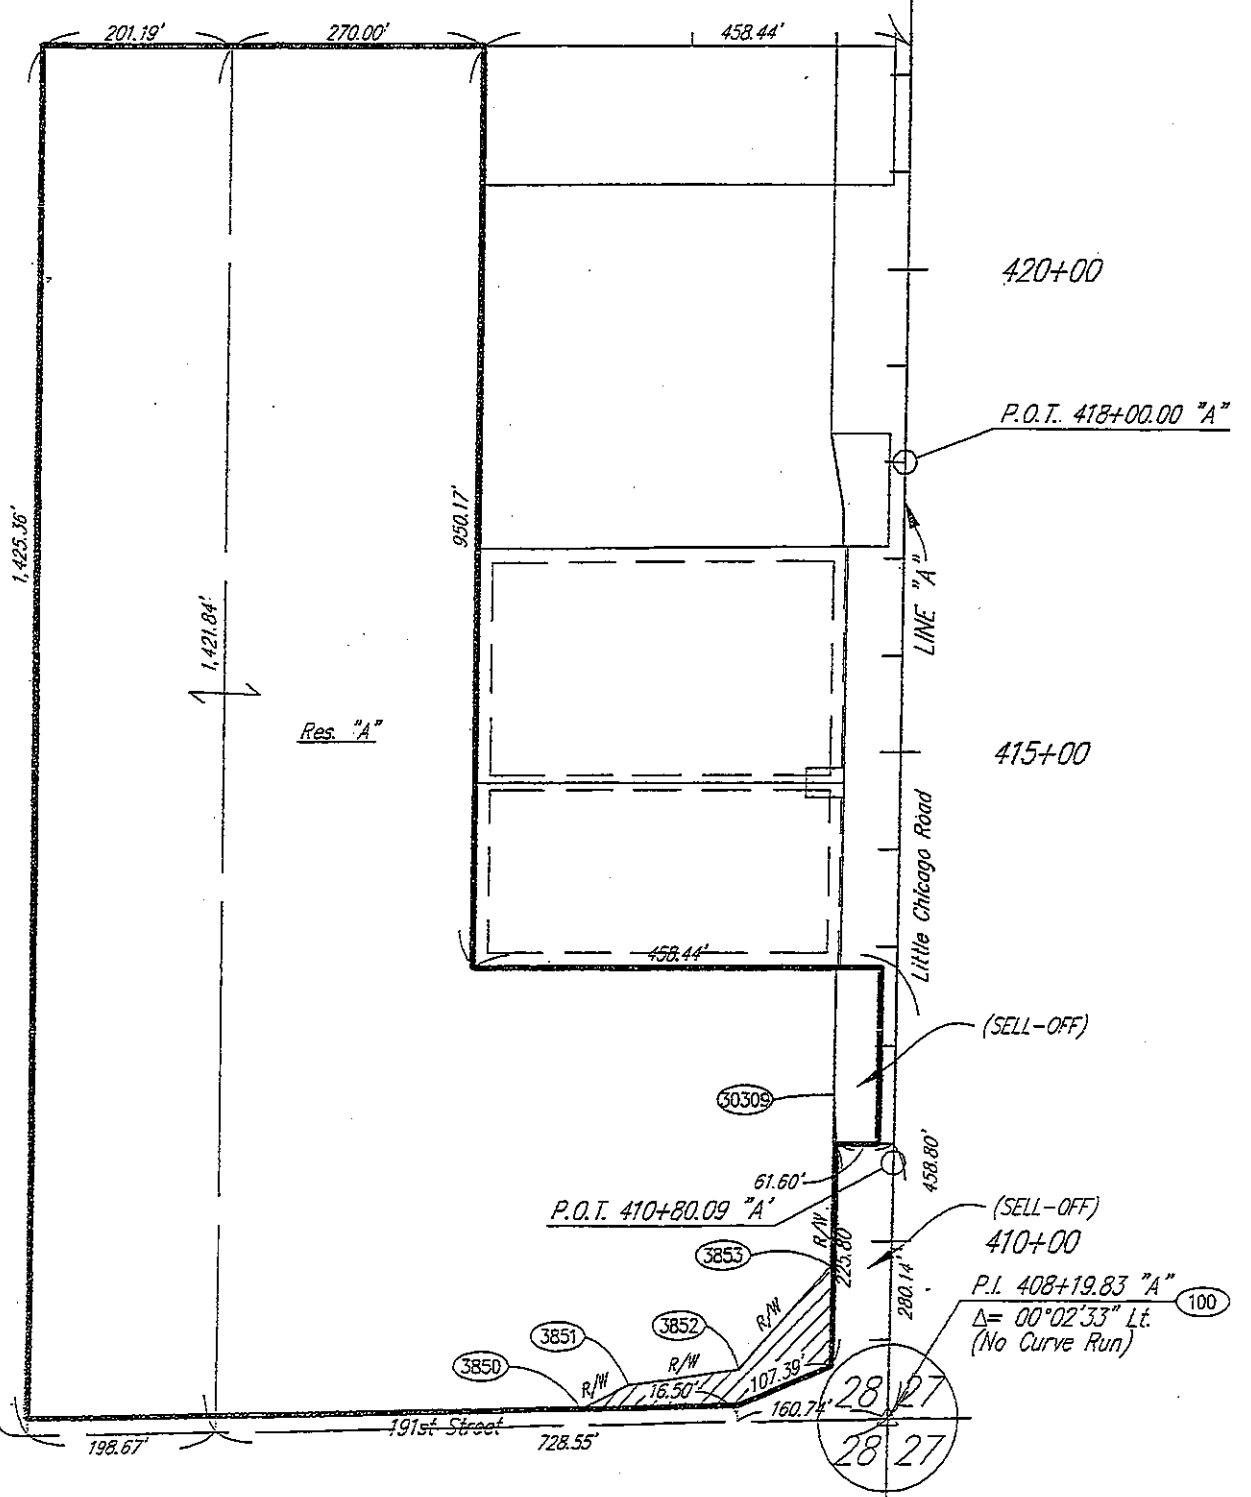 201.19'
270.00'
458.44'
420+00
P.O.T. 418+00.00 "A"
1,425.36'
950.17'
LINE "A"
1,421.84'
Res. "A"
415+00
Little Chicago Road
458.44'
(SELL-OFF)
30309
458.80'
61.60'
P.O.T. 410+80.09 "A"
R/W
(SELL-OFF)
410+00
225.80'
3853
280.14'
P.I. 408+19.83 "A"
100
Δ= 00°02'33" Lt.
(No Curve Run)
R/W
3852
3851
R/W
3850
R/W
16.50'
107.39'
28 27
160.74'
191st Street
198.67'
728.55'
28 27